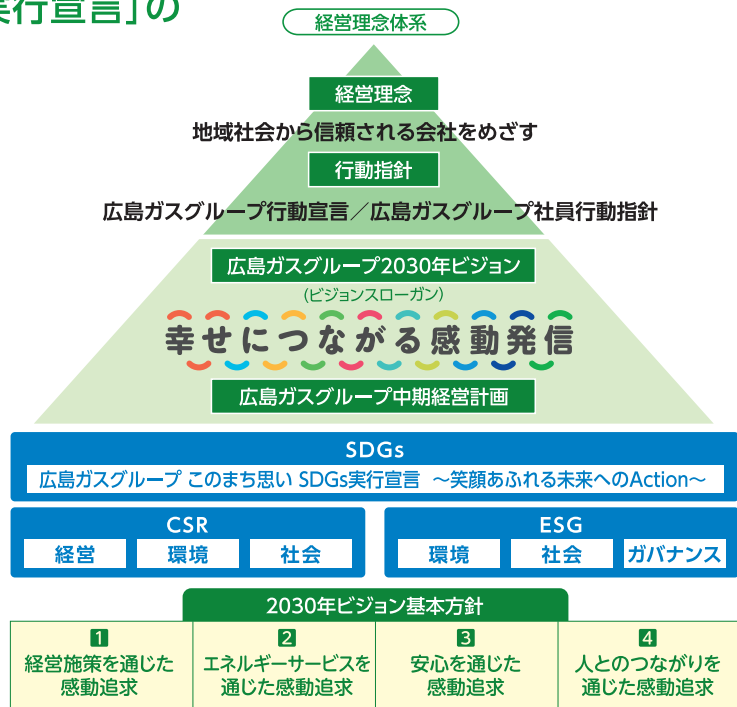 実行宣言」の
経営理念体系
経営理念
地域社会から信頼される会社をめざす
行動指針
広島ガスグループ行動宣言／広島ガスグループ社員行動指針
広島ガスグループ2030年ビジョン
(ビジョンスローガン)
幸せにつながる感動発信
広島ガスグループ中期経営計画
SDGs
広島ガスグループ このまち思い SDGs実行宣言 ～笑顔あふれる未来へのAction～
CSR
経営 環境 社会
ESG
環境 社会 ガバナンス
2030年ビジョン基本方針
1
経営施策を通じた
感動追求
2
エネルギーサービスを
通じた感動追求
3
安心を通じた
感動追求
4
人とのつながりを
通じた感動追求